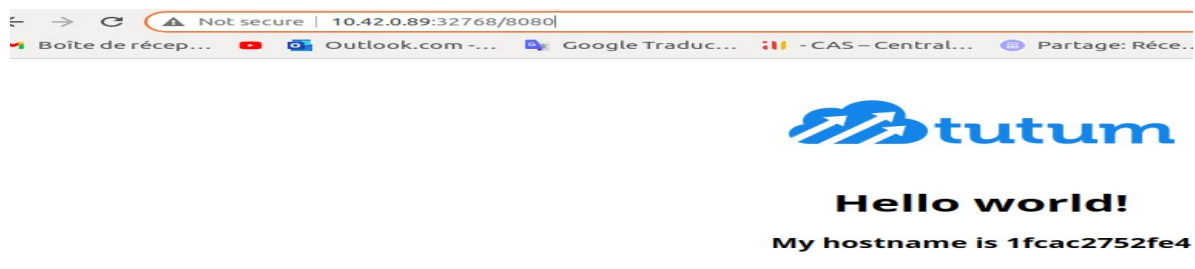 Not secure | 10.42.0.89:32768/8080
Boîte de récep... Outlook.com -... Google Traduc... - CAS – Central... Partage: Réce..
tutum
Hello world!
My hostname is 1fcac2752fe4